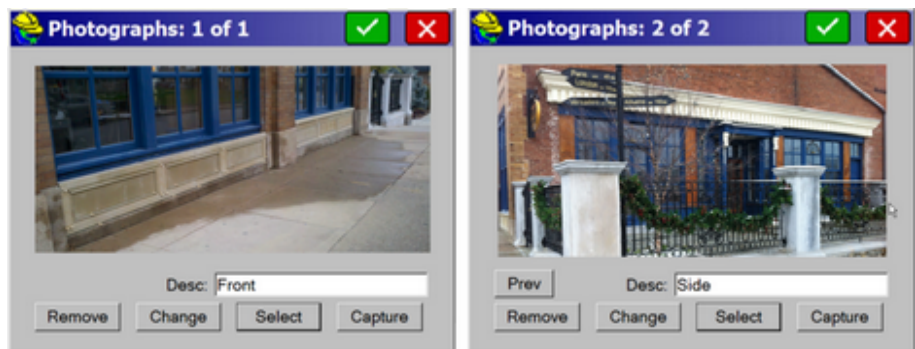 Photographs: 1 of 1
Desc: Front
Remove Change Select Capture
Photographs: 2 of 2
Prev Desc: Side
Remove Change Select Capture